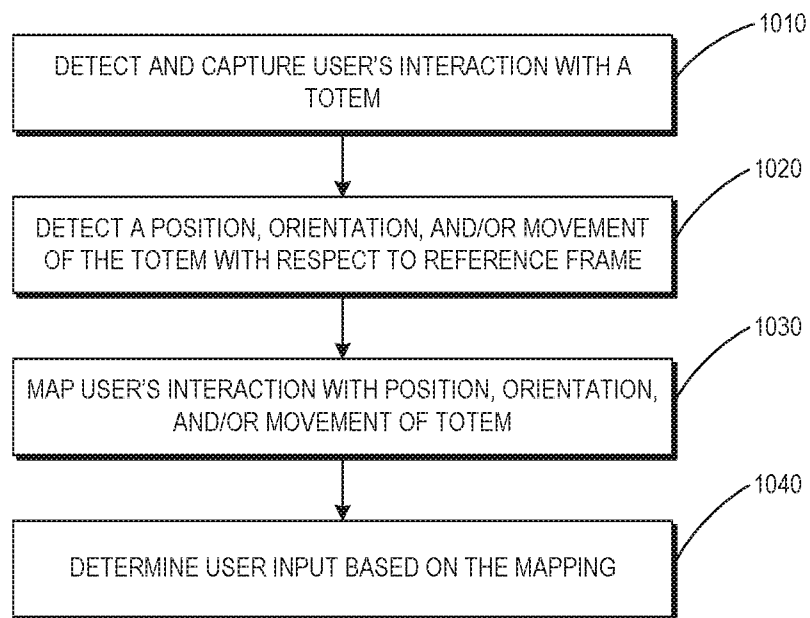 1010
DETECT AND CAPTURE USER'S INTERACTION WITH A
TOTEM
1020
DETECT A POSITION, ORIENTATION, AND/OR MOVEMENT
OF THE TOTEM WITH RESPECT TO REFERENCE FRAME
1030
MAP USER'S INTERACTION WITH POSITION, ORIENTATION,
AND/OR MOVEMENT OF TOTEM
1040
DETERMINE USER INPUT BASED ON THE MAPPING